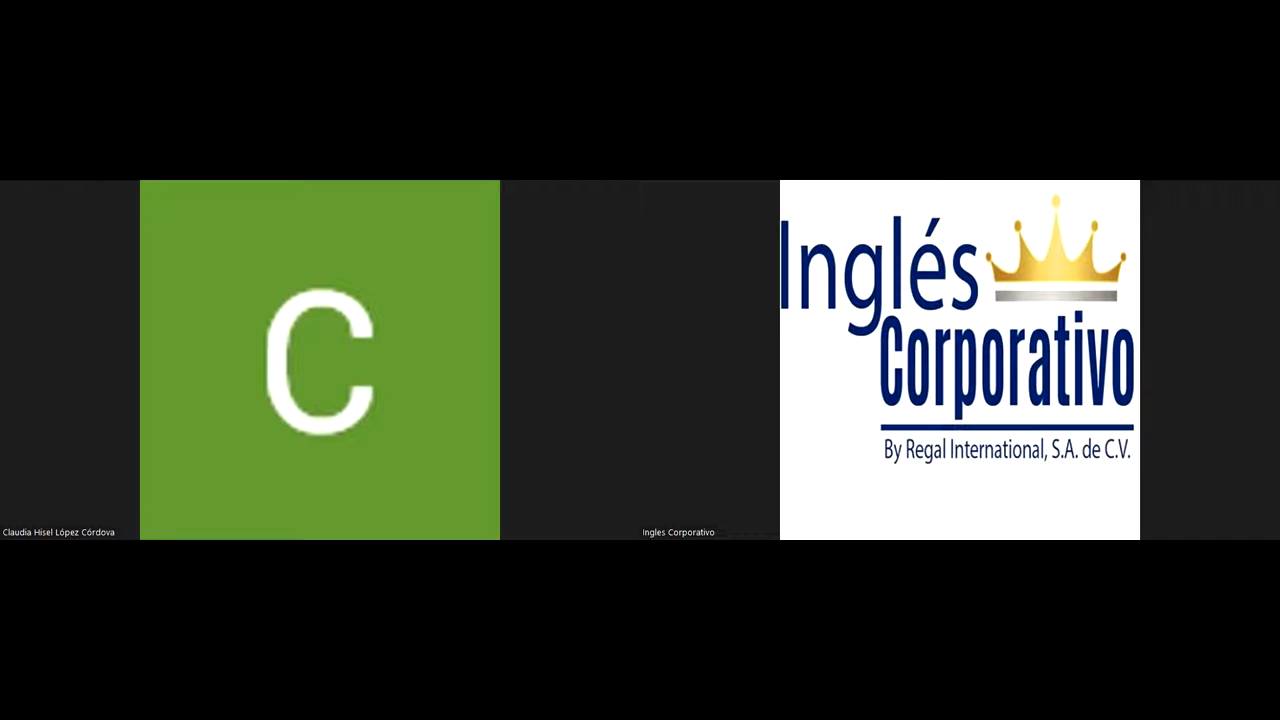 C
Claudia Hisel López Córdova
Inglés
Corporativo
By Regal International, S.A. de C.V.
Ingles Corporativo